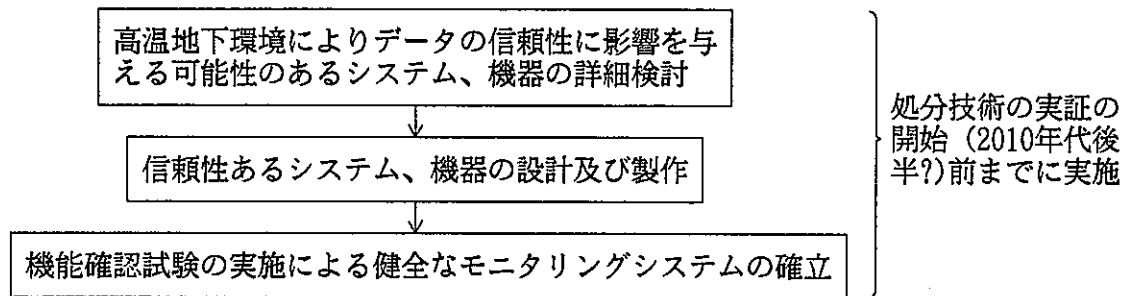 高温地下環境によりデータの信頼性に影響を与
える可能性のあるシステム、機器の詳細検討
信頼性あるシステム、機器の設計及び製作
機能確認試験の実施による健全なモニタリングシステムの確立
処分技術の実証の
開始（2010年代後
半?)前までに実施